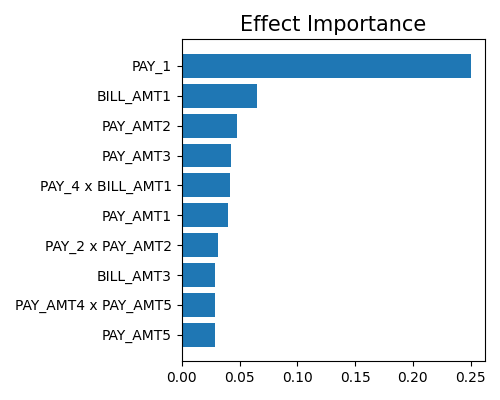 Effect Importance
PAY_1
BILL_AMT1
PAY_AMT2
PAY_AMT3
PAY_4 x BILL_AMT1
PAY_AMT1
PAY_2 x PAY_AMT2
BILL_AMT3
PAY_AMT4 x PAY_AMT5
PAY_AMT5
0.00 0.05 0.10 0.15 0.20 0.25